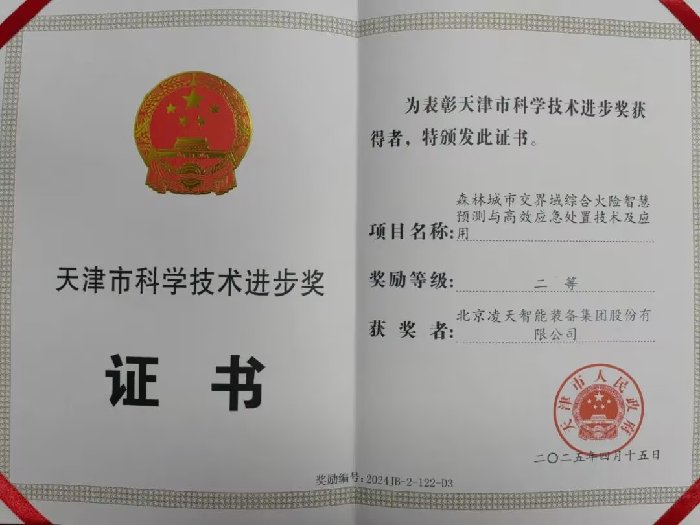 天津市科学技术进步奖
证 书
为表彰天津市科学技术进步奖获
得者，特颁发此证书。
森林城市交界域综合火险智慧
预测与高效应急处置技术及应
项目名称:用
奖励等级: 二 等
北京凌天智能装备集团股份有
获 奖 者: 限公司
天津市人民政府
二〇二五年四月十五日
奖励编号:2024JB-2-122-D3